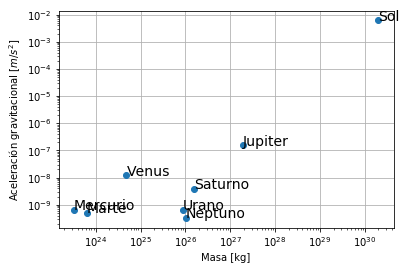 Aceleración gravitacional [m/s²]
10⁻²
10⁻³
10⁻⁴
10⁻⁵
10⁻⁶
10⁻⁷
10⁻⁸
10⁻⁹
Sol
Jupiter
Venus
Saturno
Mercurio
Marte
Urano
Neptuno
10²⁴
10²⁵
10²⁶
10²⁷
10²⁸
10²⁹
10³⁰
Masa [kg]